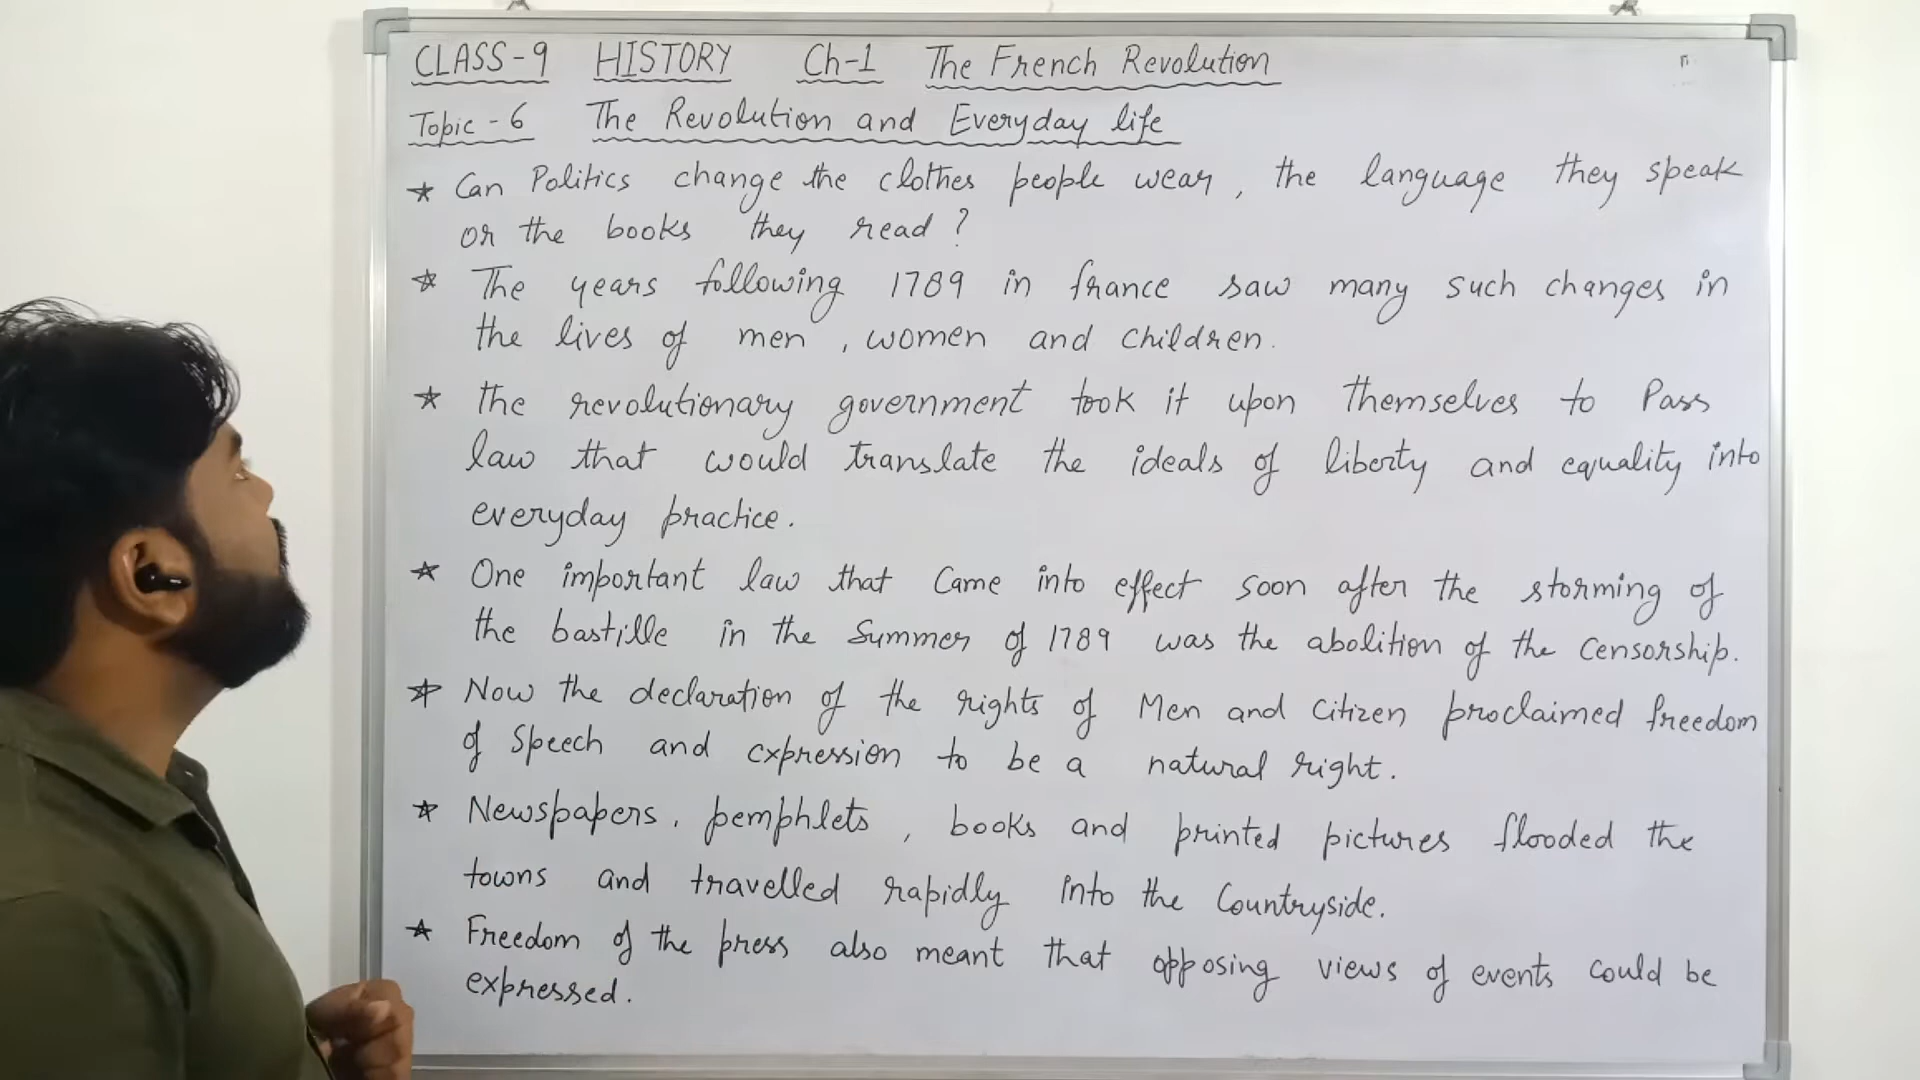 CLASS-9 HISTORY Ch-1 The French Revolution
Topic - 6 The Revolution and Everyday life
★ Can Politics change the clothes people wear, the language they speak
or the books they read?
★ The years following 1789 in france saw many such changes in
the lives of men, women and children.
★ The revolutionary government took it upon themselves to Pass
law that would translate the ideals of liberty and equality into
everyday practice.
★ One important law that came into effect soon after the storming of
the bastille in the Summer of 1789 was the abolition of the censorship.
★ Now the declaration of the rights of Men and Citizen proclaimed freedom
of Speech and expression to be a natural right.
★ Newspapers, pemphlets, books and printed pictures flooded the
towns and travelled rapidly into the Countryside.
★ Freedom of the press also meant that opposing views of events could be
expressed.